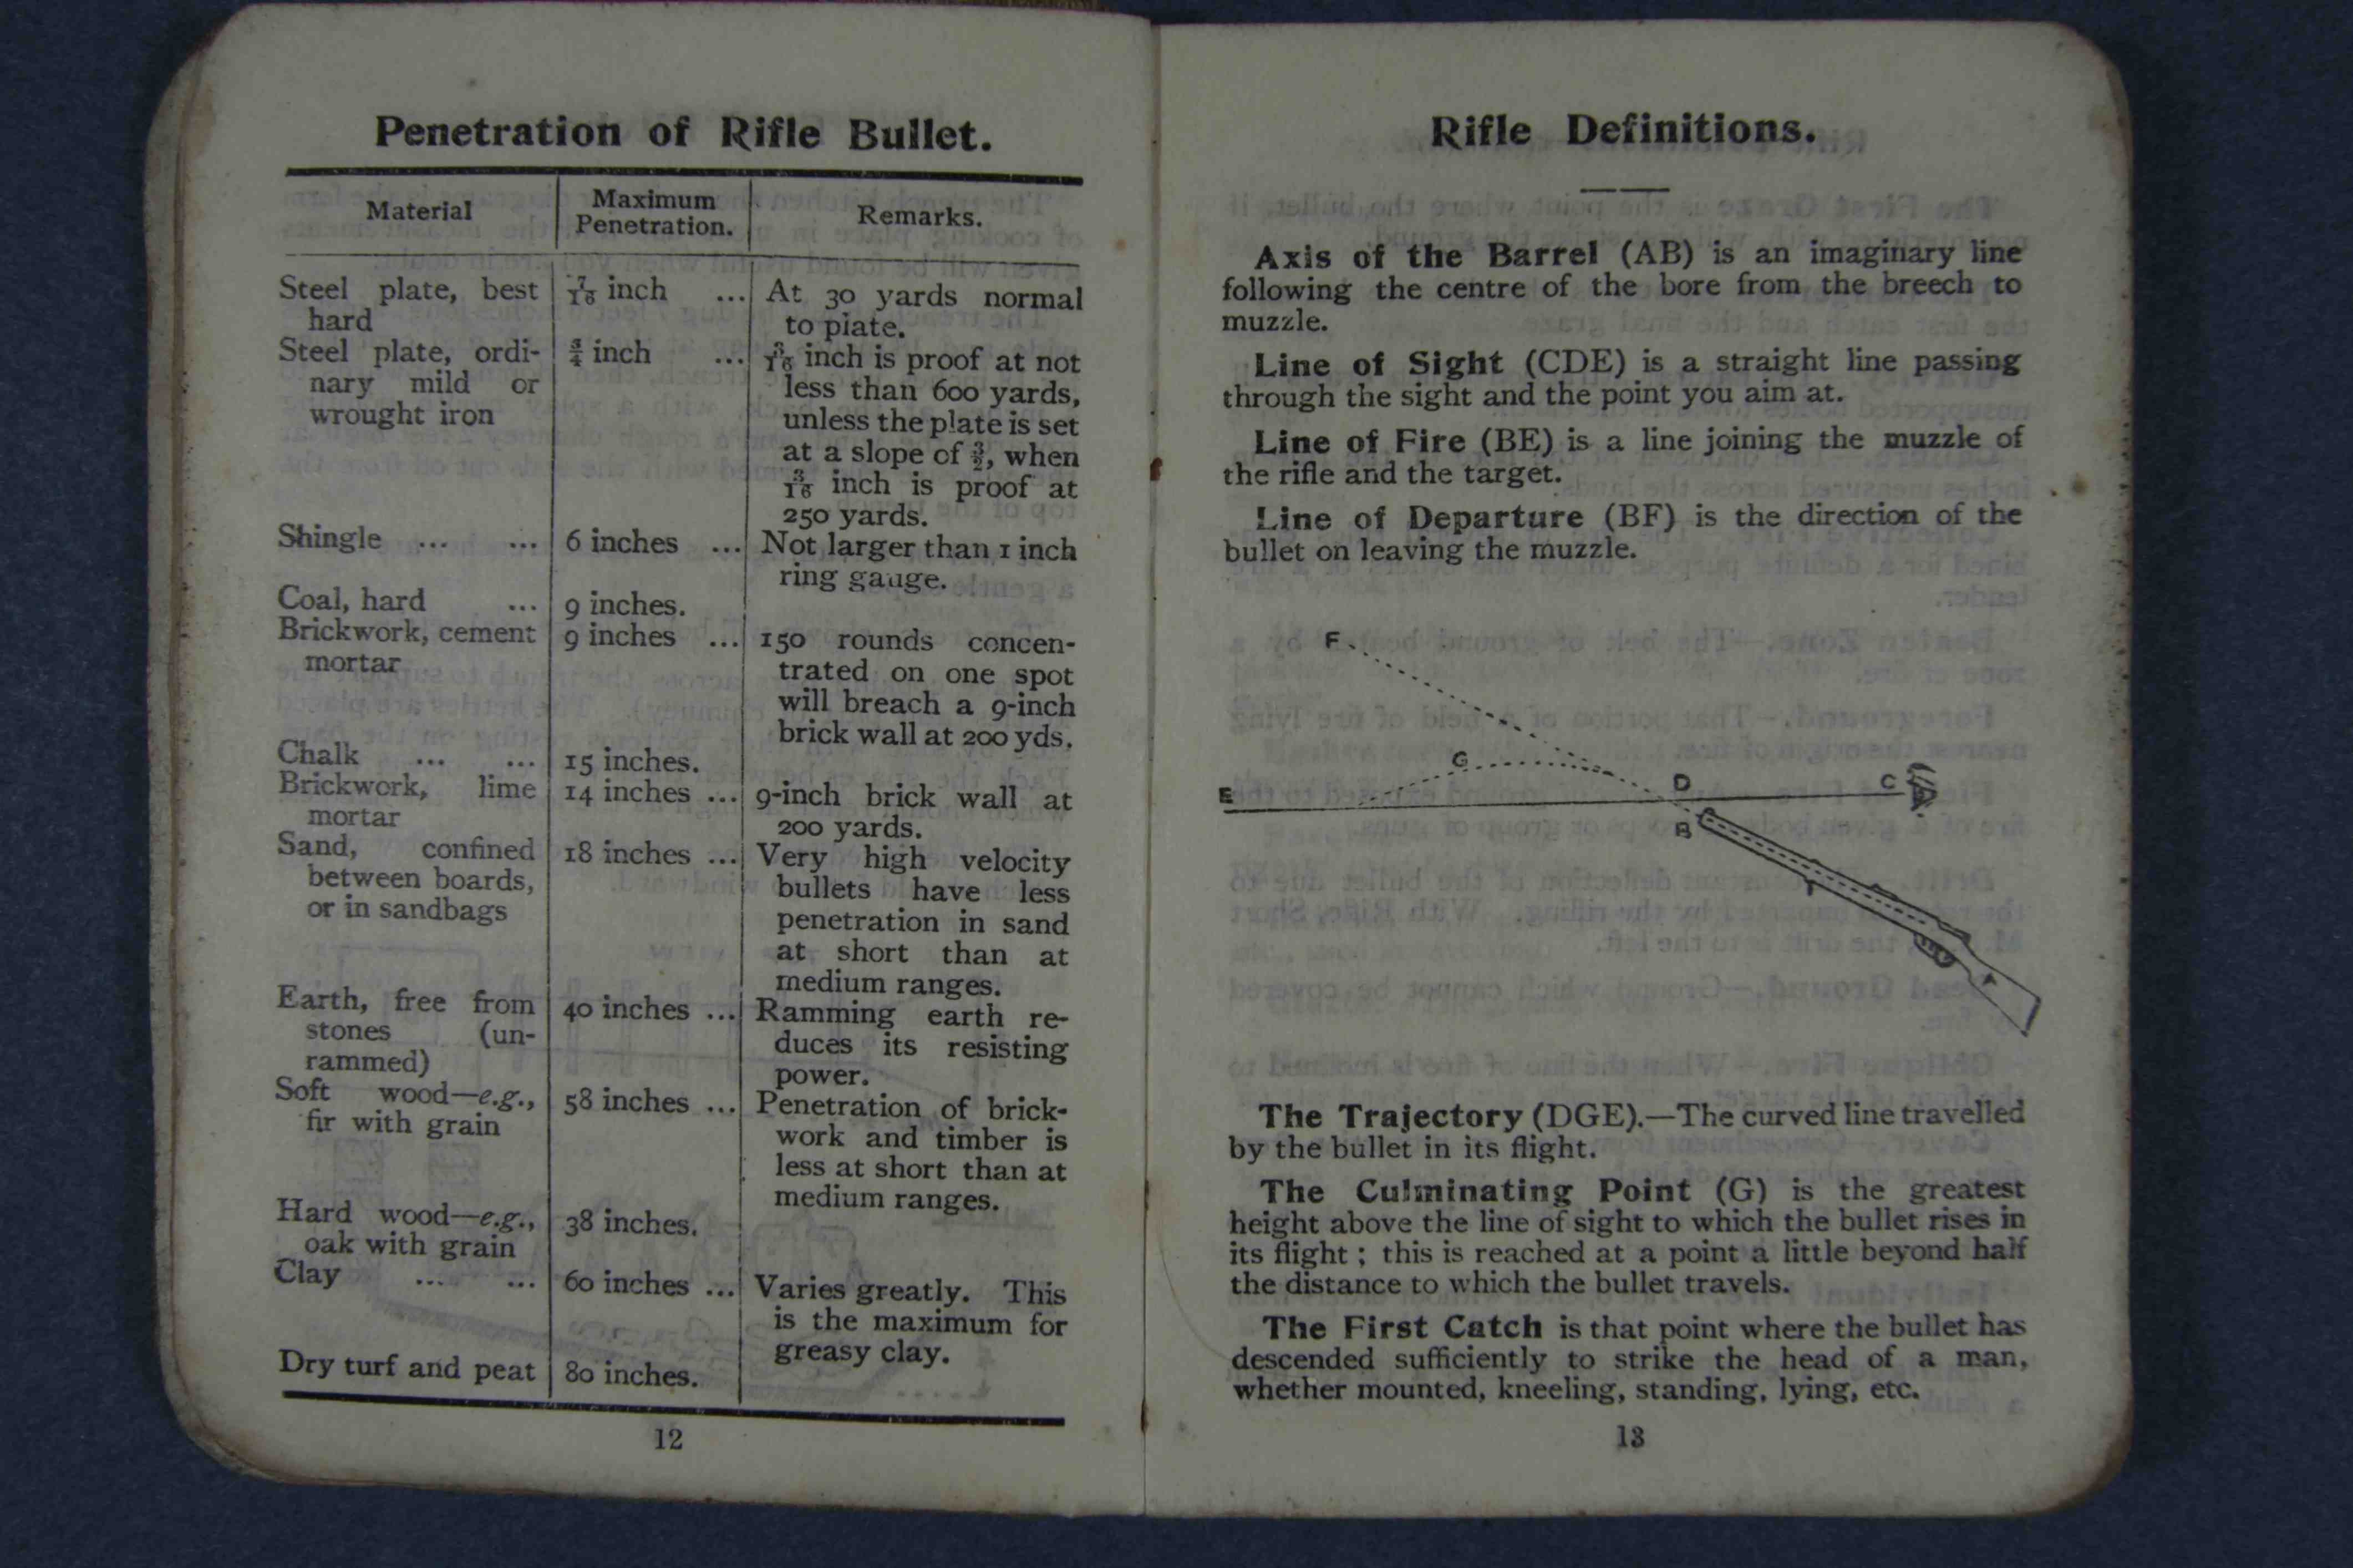 Penetration of Rifle Bullet.
Material
Maximum Penetration.
Remarks.
Steel plate, best hard
7/16 inch ...
At 30 yards normal to plate.
Steel plate, ordi-
nary mild or
wrought iron
3/4 inch ...
3/16 inch is proof at not
less than 600 yards,
unless the plate is set
at a slope of 3/2, when
3/16 inch is proof at
250 yards.
Shingle ... ...
6 inches ...
Not larger than 1 inch
ring gauge.
Coal, hard ...
9 inches.
Brickwork, cement
mortar
9 inches ...
150 rounds concen-
trated on one spot
will breach a 9-inch
brick wall at 200 yds.
Chalk ... ...
15 inches.
Brickwork, lime
mortar
14 inches ...
9-inch brick wall at
200 yards.
Sand, confined
between boards,
or in sandbags
18 inches ...
Very high velocity
bullets have less
penetration in sand
at short than at
medium ranges.
Earth, free from
stones (un-
rammed)
40 inches ...
Ramming earth re-
duces its resisting
power.
Soft wood—e.g.,
fir with grain
58 inches ...
Penetration of brick-
work and timber is
less at short than at
medium ranges.
Hard wood—e.g.,
oak with grain
38 inches.
Clay ... ...
60 inches ...
Varies greatly. This
is the maximum for
greasy clay.
Dry turf and peat
80 inches.
12
Rifle Definitions.
Axis of the Barrel (AB) is an imaginary line
following the centre of the bore from the breech to
muzzle.
Line of Sight (CDE) is a straight line passing
through the sight and the point you aim at.
Line of Fire (BE) is a line joining the muzzle of
the rifle and the target.
Line of Departure (BF) is the direction of the
bullet on leaving the muzzle.
F
G
E
D
C
B
A
The Trajectory (DGE).—The curved line travelled
by the bullet in its flight.
The Culminating Point (G) is the greatest
height above the line of sight to which the bullet rises in
its flight ; this is reached at a point a little beyond half
the distance to which the bullet travels.
The First Catch is that point where the bullet has
descended sufficiently to strike the head of a man,
whether mounted, kneeling, standing, lying, etc.
13